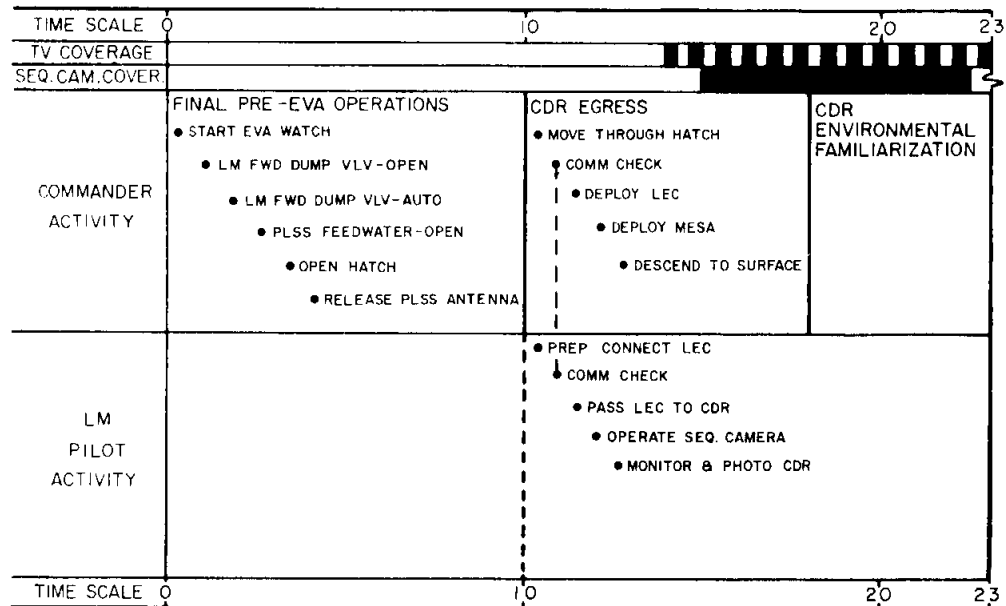 TIME SCALE 0 10 20 23
TV COVERAGE
SEQ. CAM. COVER.
FINAL PRE-EVA OPERATIONS
START EVA WATCH
LM FWD DUMP VLV-OPEN
LM FWD DUMP VLV-AUTO
PLSS FEEDWATER-OPEN
OPEN HATCH
RELEASE PLSS ANTENNA
CDR EGRESS
MOVE THROUGH HATCH
COMM CHECK
DEPLOY LEC
DEPLOY MESA
DESCEND TO SURFACE
CDR
ENVIRONMENTAL
FAMILIARIZATION
COMMANDER
ACTIVITY
PREP CONNECT LEC
COMM CHECK
PASS LEC TO CDR
OPERATE SEQ. CAMERA
MONITOR & PHOTO CDR
LM
PILOT
ACTIVITY
TIME SCALE 0 10 20 23